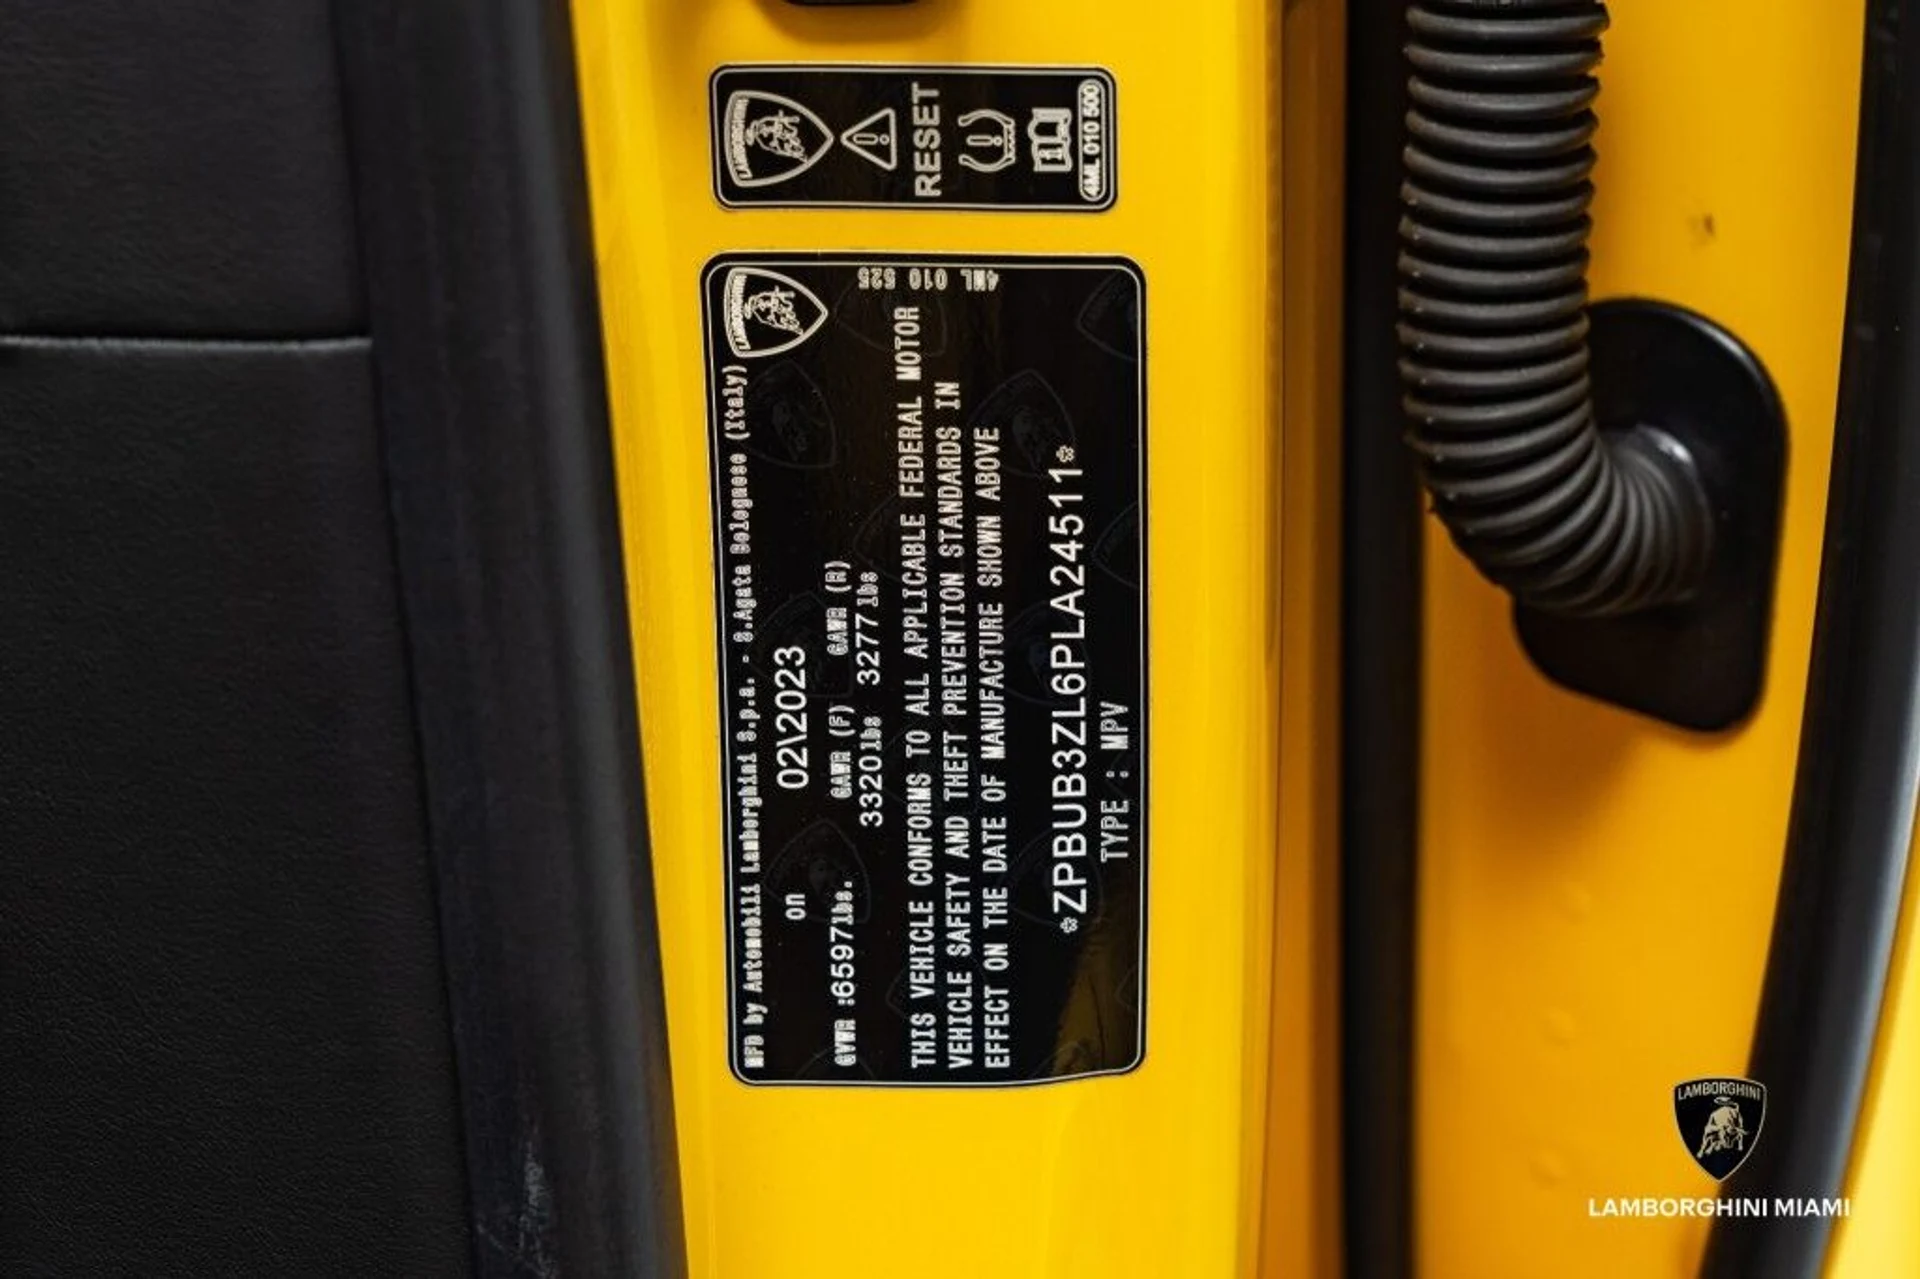 LAMBORGHINI
RESET
4ML 010 500
LAMBORGHINI
4ML 010 525
MFD by Automobili Lamborghini S.p.a. - S.Agata Bolognese (Italy)
on 02\2023
GVWR :6597lbs. GAWR (F) GAWR (R)
3320lbs 3277lbs
THIS VEHICLE CONFORMS TO ALL APPLICABLE FEDERAL MOTOR
VEHICLE SAFETY AND THEFT PREVENTION STANDARDS IN
EFFECT ON THE DATE OF MANUFACTURE SHOWN ABOVE
*ZPBUB3ZL6PLA24511*
TYPE : MPV
LAMBORGHINI
LAMBORGHINI MIAMI